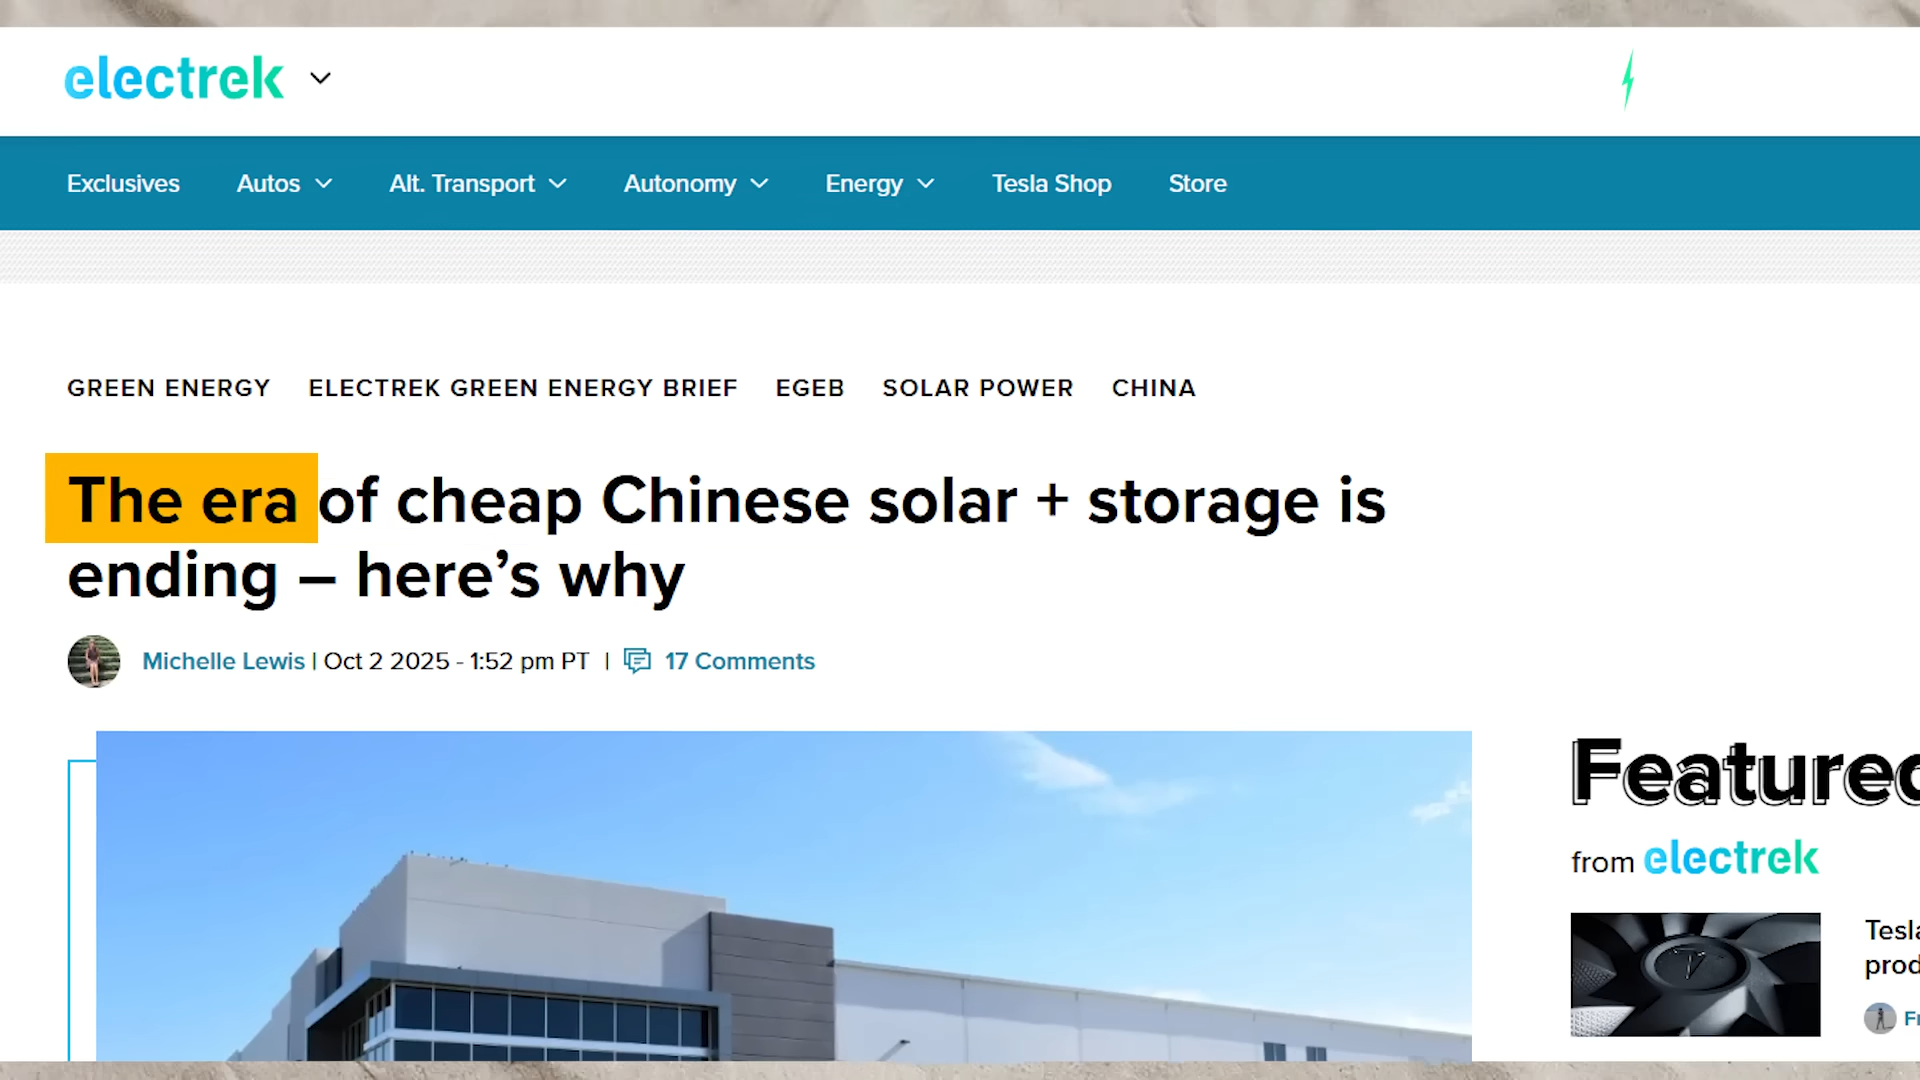 electrek
Exclusives Autos Alt. Transport Autonomy Energy Tesla Shop Store
GREEN ENERGY ELECTREK GREEN ENERGY BRIEF EGEB SOLAR POWER CHINA
The era of cheap Chinese solar + storage is
ending – here’s why
Michelle Lewis | Oct 2 2025 - 1:52 pm PT | 17 Comments
Featured
from electrek
Tesla
prod
Fr